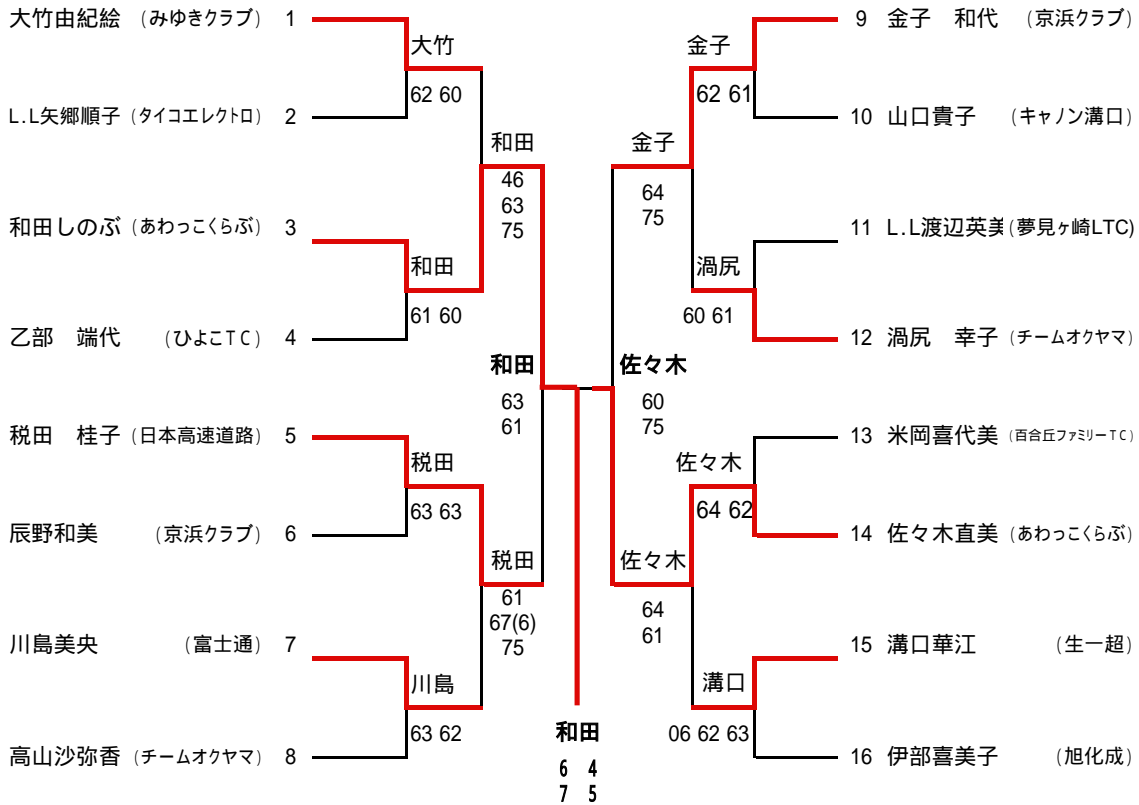 大竹由紀絵 (みゆきクラブ) 1
大竹
62 60
L.L矢郷順子 (タイコエレクトロ) 2
和田
46
63
75
和田しのぶ (あわっこくらぶ) 3
和田
61 60
乙部 端代 (ひよこTC) 4
和田
63
61
税田 桂子 (日本高速道路) 5
税田
63 63
辰野和美 (京浜クラブ) 6
税田
61
67(6)
75
川島美央 (富士通) 7
川島
63 62
高山沙弥香 (チームオクヤマ) 8
9 金子 和代 (京浜クラブ)
金子
62 61
10 山口貴子 (キャノン溝口)
金子
64
75
11 L.L渡辺英美 (夢見ヶ崎LTC)
渦尻
60 61
12 渦尻 幸子 (チームオクヤマ)
佐々木
60
75
13 米岡喜代美 (百合丘ファミリーTC)
佐々木
64 62
14 佐々木直美 (あわっこくらぶ)
佐々木
64
61
15 溝口華江 (生一超)
溝口
06 62 63
16 伊部喜美子 (旭化成)
和田
6 4
7 5